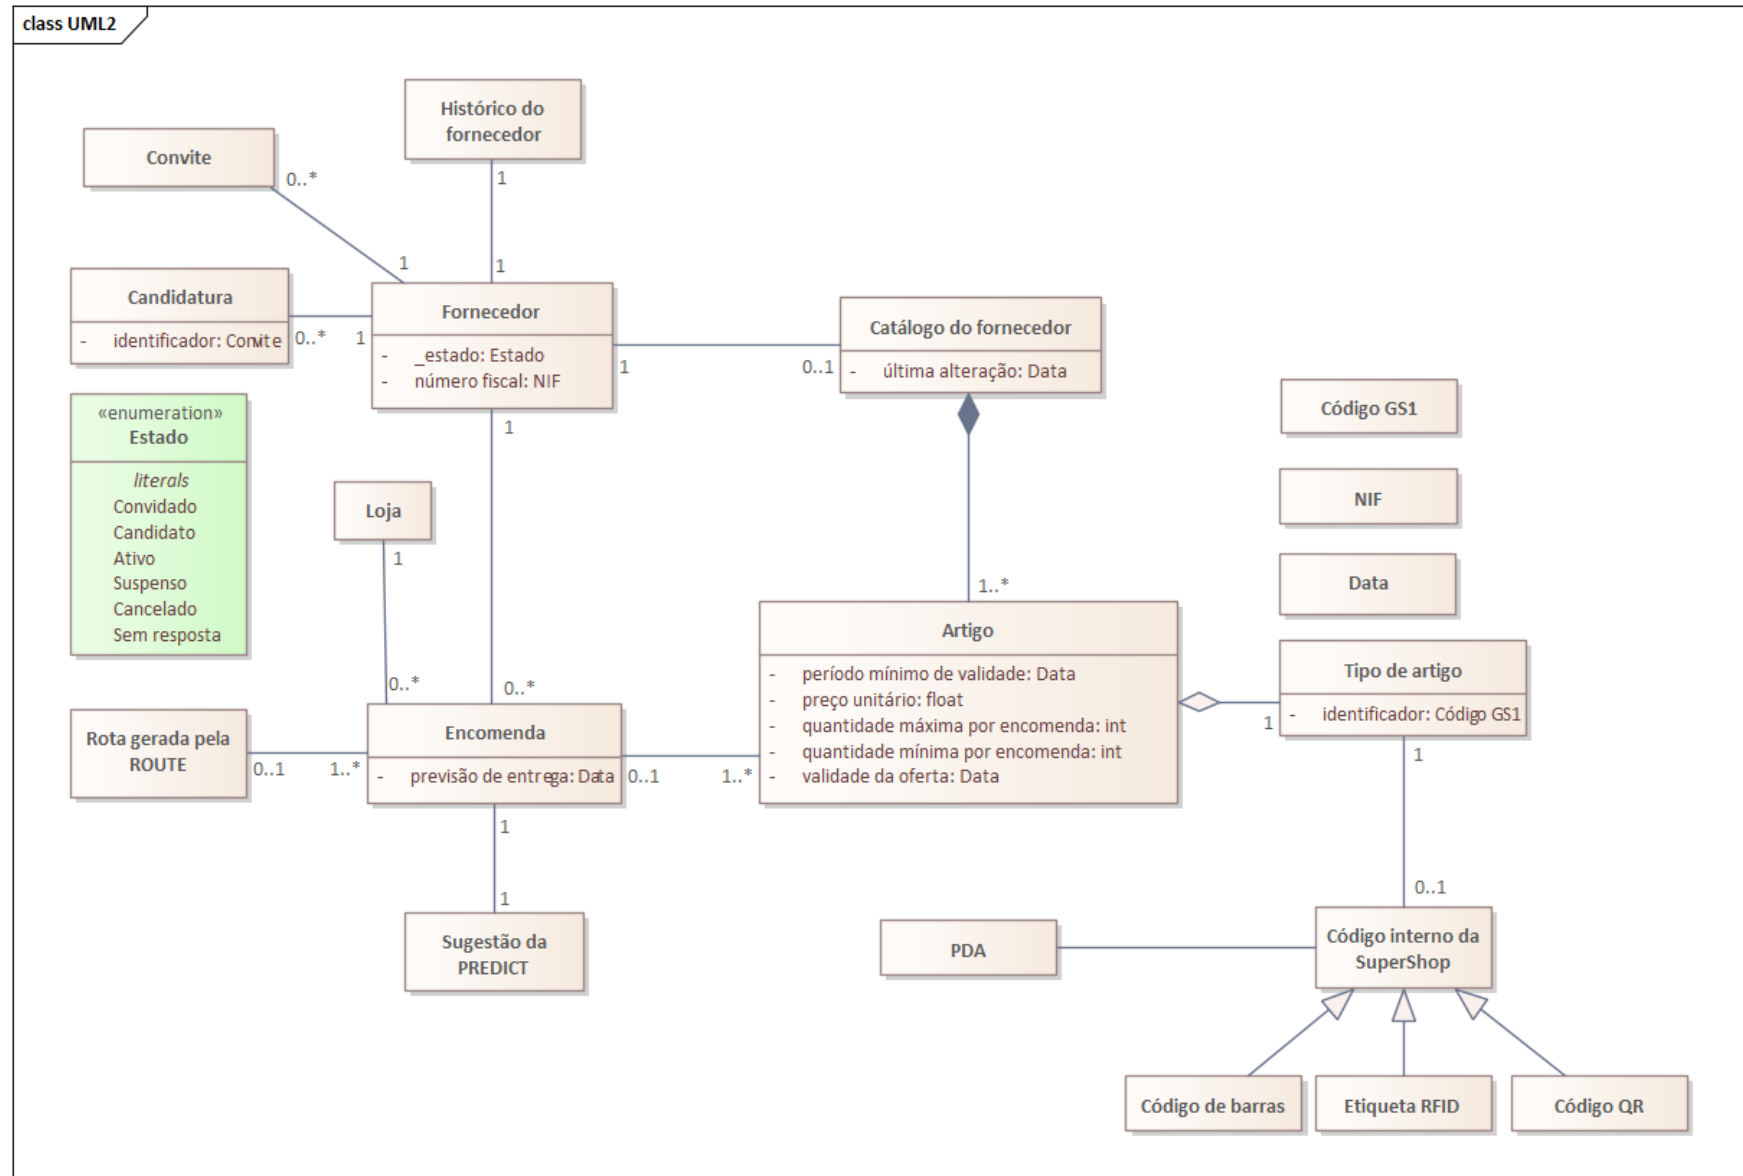 class UML2
Histórico do
fornecedor
Convite
0..*
1
1
1
Candidatura
- identificador: Convite
0..*
1
Fornecedor
- _estado: Estado
- número fiscal: NIF
1
0..1
Catálogo do fornecedor
- última alteração: Data
1
«enumeration»
Estado
literals
Convidado
Candidato
Ativo
Suspenso
Cancelado
Sem resposta
Código GS1
NIF
Data
Loja
1
0..*
0..*
1..*
Artigo
- período mínimo de validade: Data
- preço unitário: float
- quantidade máxima por encomenda: int
- quantidade mínima por encomenda: int
- validade da oferta: Data
Tipo de artigo
- identificador: Código GS1
1
1
Rota gerada pela
ROUTE
0..1
1..*
Encomenda
- previsão de entrega: Data
0..1
1..*
1
1
Sugestão da
PREDICT
0..1
PDA
Código interno da
SuperShop
Código de barras
Etiqueta RFID
Código QR